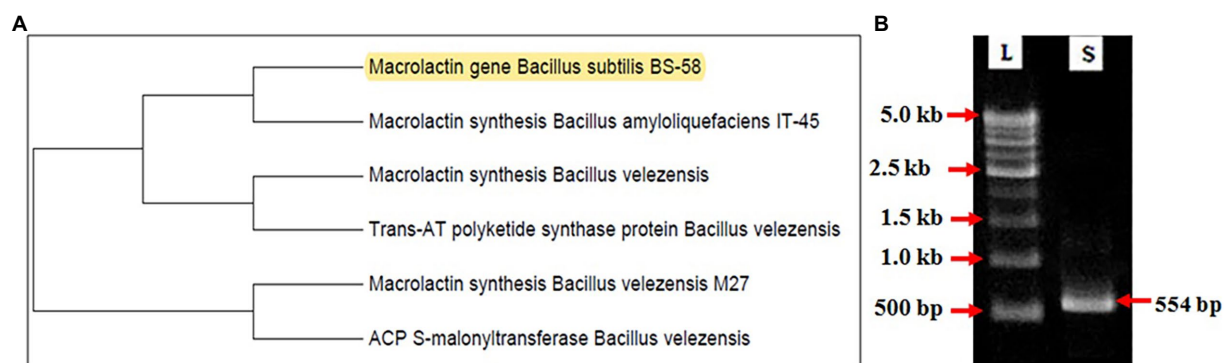 A
Macrolactin gene Bacillus subtilis BS-58
Macrolactin synthesis Bacillus amyloliquefaciens IT-45
Macrolactin synthesis Bacillus velezensis
Trans-AT polyketide synthase protein Bacillus velezensis
Macrolactin synthesis Bacillus velezensis M27
ACP S-malonyltransferase Bacillus velezensis
B
L S
5.0 kb
2.5 kb
1.5 kb
1.0 kb
500 bp
554 bp